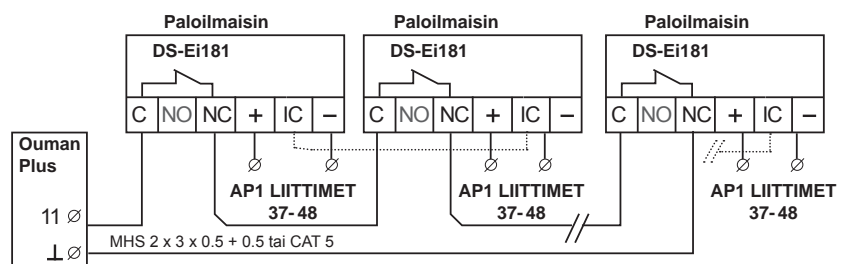 Paloilmaisin Paloilmaisin Paloilmaisin
DS-Ei181 DS-Ei181 DS-Ei181
C NO NC + IC – C NO NC + IC – C NO NC + IC –
Ouman
Plus
AP1 LIITTIMET AP1 LIITTIMET AP1 LIITTIMET
37- 48 37- 48 37- 48
11
MHS 2 x 3 x 0.5 + 0.5 tai CAT 5